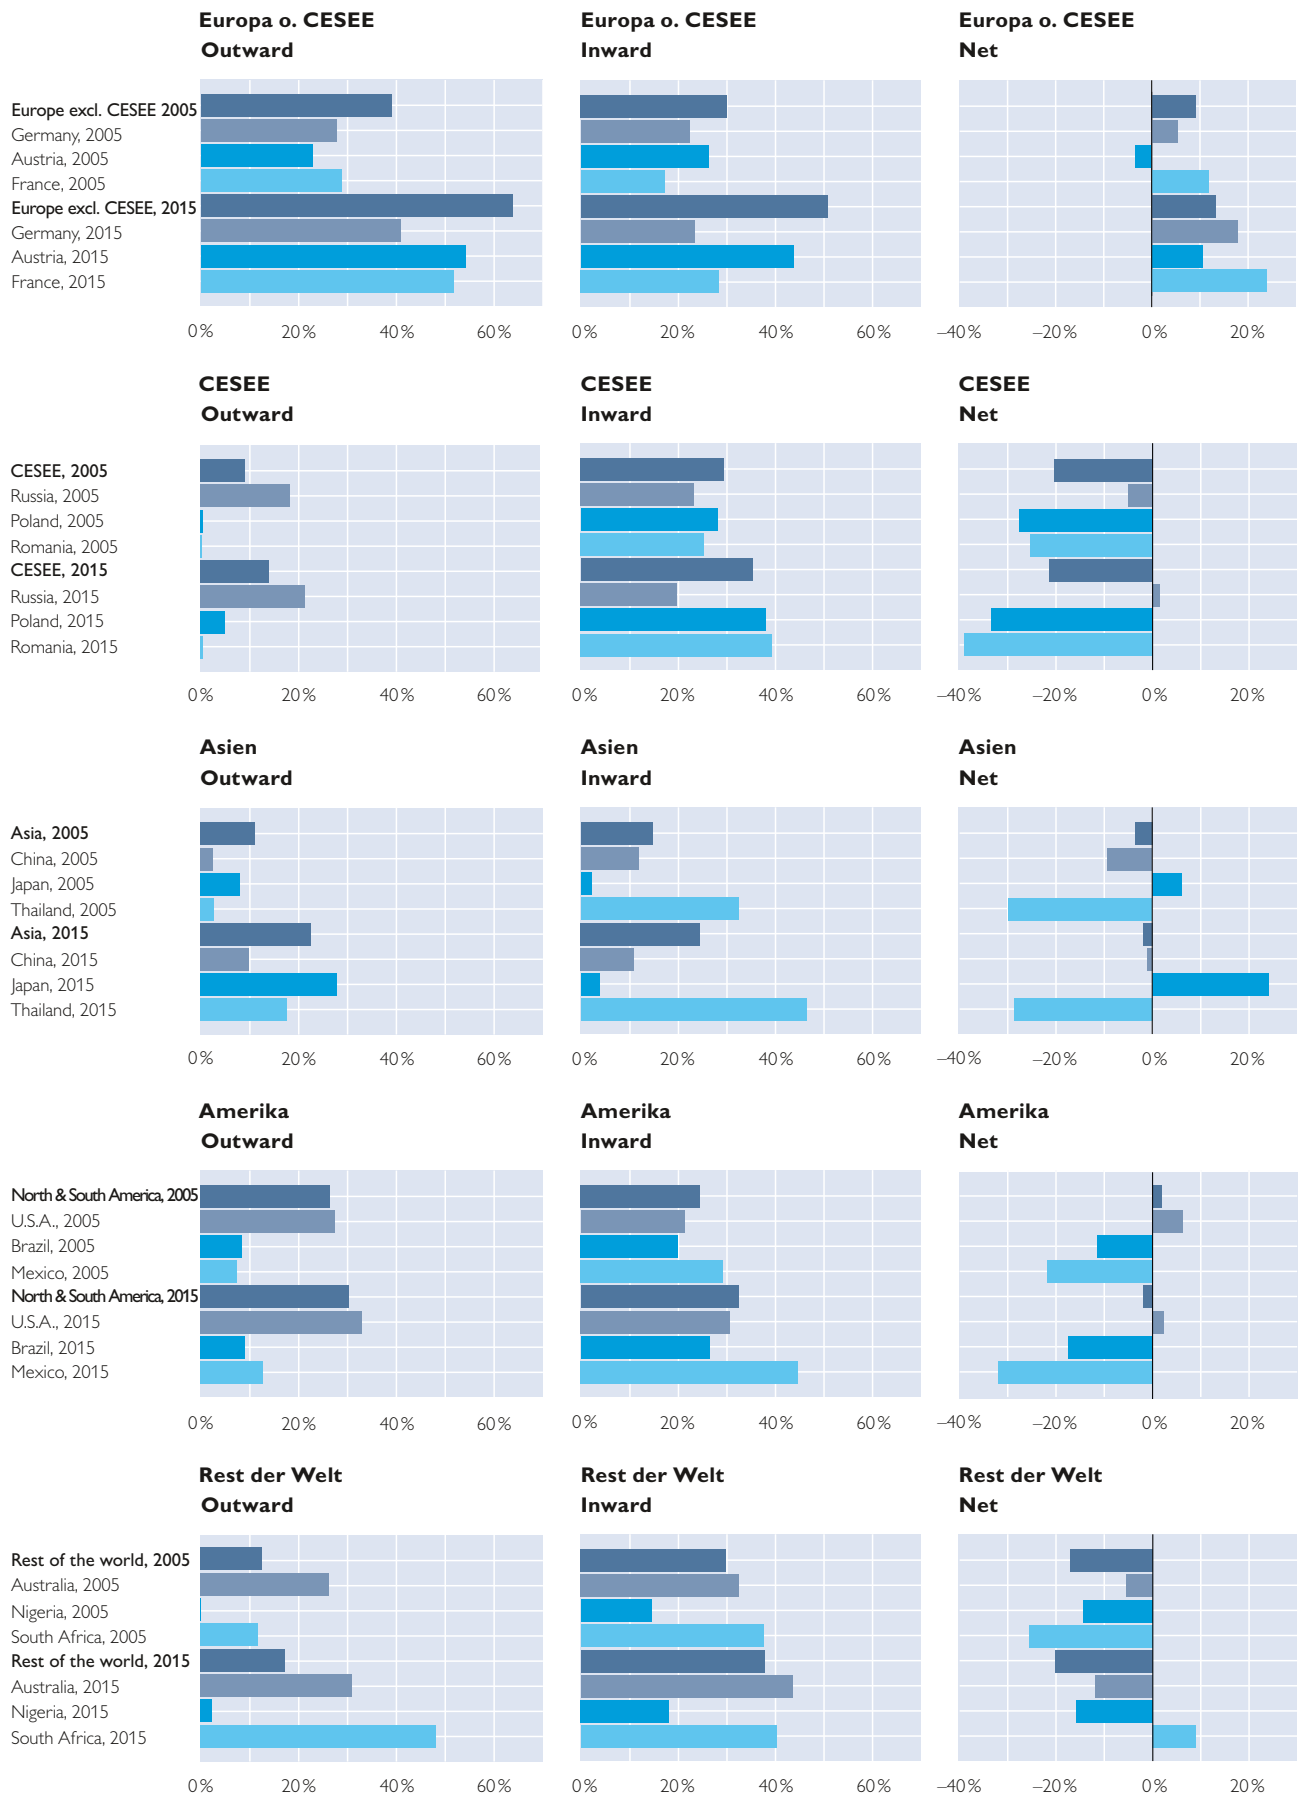 Europa o. CESEE Europa o. CESEE Europa o. CESEE
Outward Inward Net
Europe excl. CESEE 2005
Germany, 2005
Austria, 2005
France, 2005
Europe excl. CESEE, 2015
Germany, 2015
Austria, 2015
France, 2015
0% 20% 40% 60% 0% 20% 40% 60% –40% –20% 0% 20%
CESEE CESEE CESEE
Outward Inward Net
CESEE, 2005
Russia, 2005
Poland, 2005
Romania, 2005
CESEE, 2015
Russia, 2015
Poland, 2015
Romania, 2015
0% 20% 40% 60% 0% 20% 40% 60% –40% –20% 0% 20%
Asien Asien Asien
Outward Inward Net
Asia, 2005
China, 2005
Japan, 2005
Thailand, 2005
Asia, 2015
China, 2015
Japan, 2015
Thailand, 2015
0% 20% 40% 60% 0% 20% 40% 60% –40% –20% 0% 20%
Amerika Amerika Amerika
Outward Inward Net
North & South America, 2005
U.S.A., 2005
Brazil, 2005
Mexico, 2005
North & South America, 2015
U.S.A., 2015
Brazil, 2015
Mexico, 2015
0% 20% 40% 60% 0% 20% 40% 60% –40% –20% 0% 20%
Rest der Welt Rest der Welt Rest der Welt
Outward Inward Net
Rest of the world, 2005
Australia, 2005
Nigeria, 2005
South Africa, 2005
Rest of the world, 2015
Australia, 2015
Nigeria, 2015
South Africa, 2015
0% 20% 40% 60% 0% 20% 40% 60% –40% –20% 0% 20%